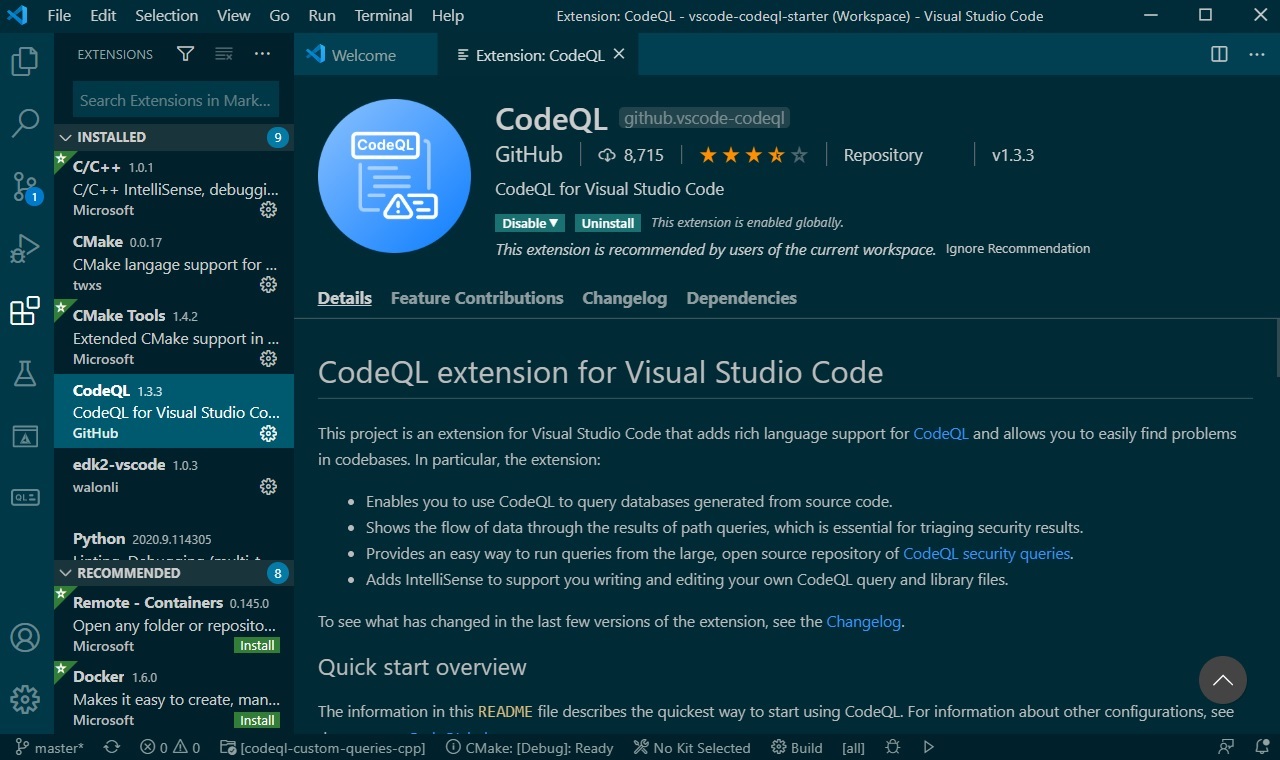 File Edit Selection View Go Run Terminal Help
Extension: CodeQL - vscode-codeql-starter (Workspace) - Visual Studio Code
EXTENSIONS
Search Extensions in Mark...
INSTALLED 9
C/C++ 1.0.1
C/C++ IntelliSense, debuggi...
Microsoft
CMake 0.0.17
CMake langage support for ...
twxs
CMake Tools 1.4.2
Extended CMake support in ...
Microsoft
CodeQL 1.3.3
CodeQL for Visual Studio Co...
GitHub
edk2-vscode 1.0.3
walonli
Python 2020.9.114305
RECOMMENDED 8
Remote - Containers 0.145.0
Open any folder or reposito...
Microsoft Install
Docker 1.6.0
Makes it easy to create, man...
Microsoft Install
1
QL
Welcome
Extension: CodeQL
CodeQL
CodeQL github.vscode-codeql
GitHub 8,715 Repository v1.3.3
CodeQL for Visual Studio Code
Disable Uninstall This extension is enabled globally.
This extension is recommended by users of the current workspace. Ignore Recommendation
Details Feature Contributions Changelog Dependencies
CodeQL extension for Visual Studio Code
This project is an extension for Visual Studio Code that adds rich language support for CodeQL and allows you to easily find problems
in codebases. In particular, the extension:
• Enables you to use CodeQL to query databases generated from source code.
• Shows the flow of data through the results of path queries, which is essential for triaging security results.
• Provides an easy way to run queries from the large, open source repository of CodeQL security queries.
• Adds IntelliSense to support you writing and editing your own CodeQL query and library files.
To see what has changed in the last few versions of the extension, see the Changelog.
Quick start overview
The information in this README file describes the quickest way to start using CodeQL. For information about other configurations, see
master* 0 0 [codeql-custom-queries-cpp] CMake: [Debug]: Ready No Kit Selected Build [all]